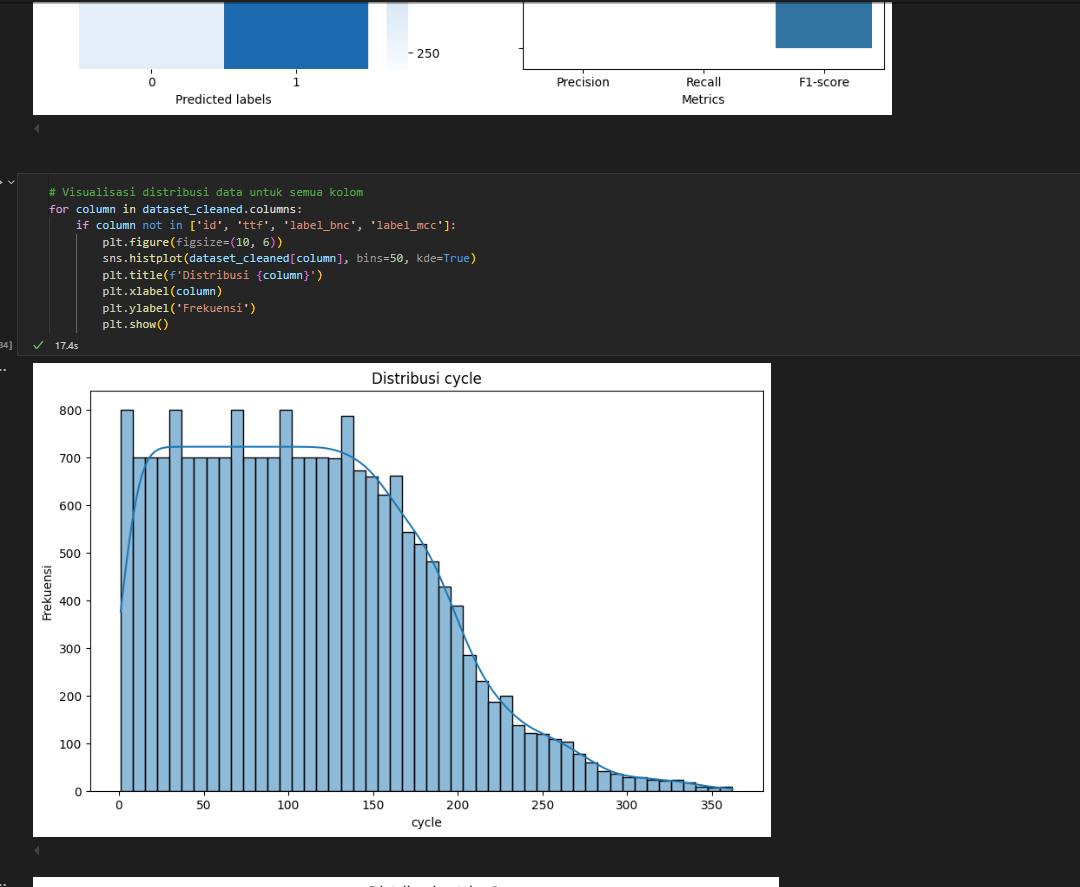 250
0 1
Predicted labels
Precision Recall F1-score
Metrics
# Visualisasi distribusi data untuk semua kolom
for column in dataset_cleaned.columns:
if column not in ['id', 'ttf', 'label_bnc', 'label_mcc']:
plt.figure(figsize=(10, 6))
sns.histplot(dataset_cleaned[column], bins=50, kde=True)
plt.title(f'Distribusi {column}')
plt.xlabel(column)
plt.ylabel('Frekuensi')
plt.show()
34]
17.4s
Distribusi cycle
800
700
600
500
400
300
200
100
0
Frekuensi
0 50 100 150 200 250 300 350
cycle